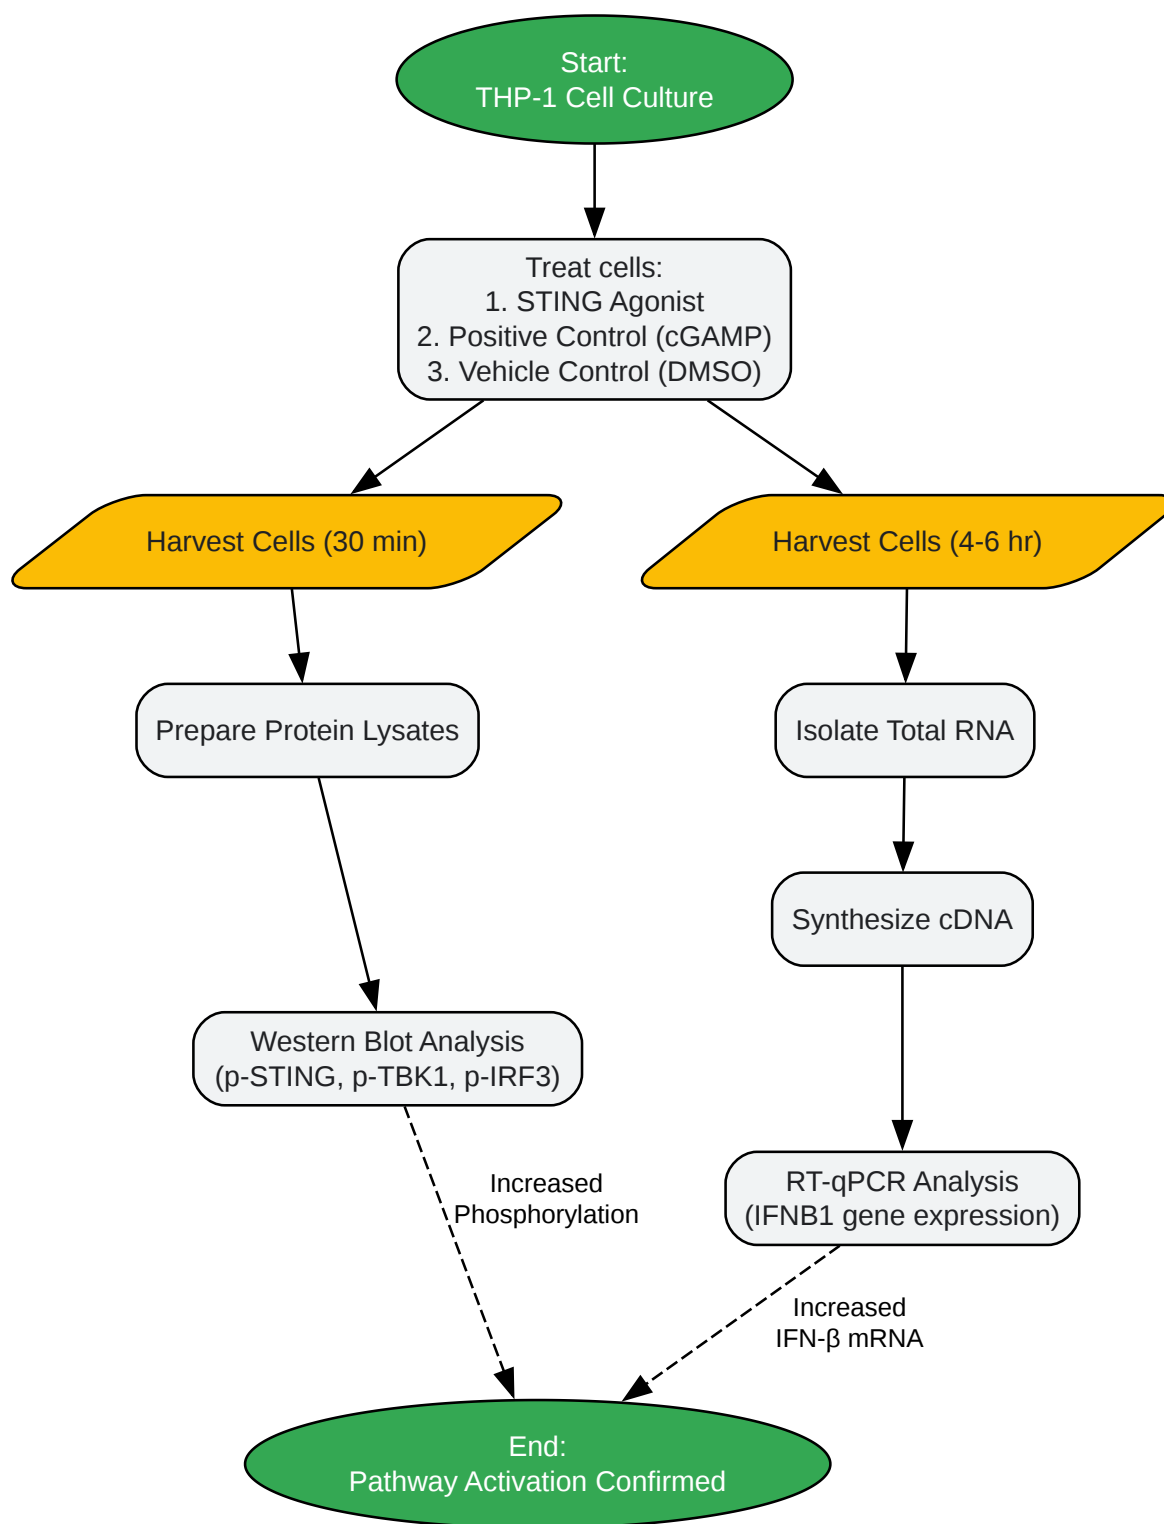 Start:
THP-1 Cell Culture
Treat cells:
1. STING Agonist
2. Positive Control (cGAMP)
3. Vehicle Control (DMSO)
Harvest Cells (30 min)
Harvest Cells (4-6 hr)
Prepare Protein Lysates
Isolate Total RNA
Synthesize cDNA
Western Blot Analysis
(p-STING, p-TBK1, p-IRF3)
RT-qPCR Analysis
(IFNB1 gene expression)
Increased
Phosphorylation
Increased
IFN-β mRNA
End:
Pathway Activation Confirmed